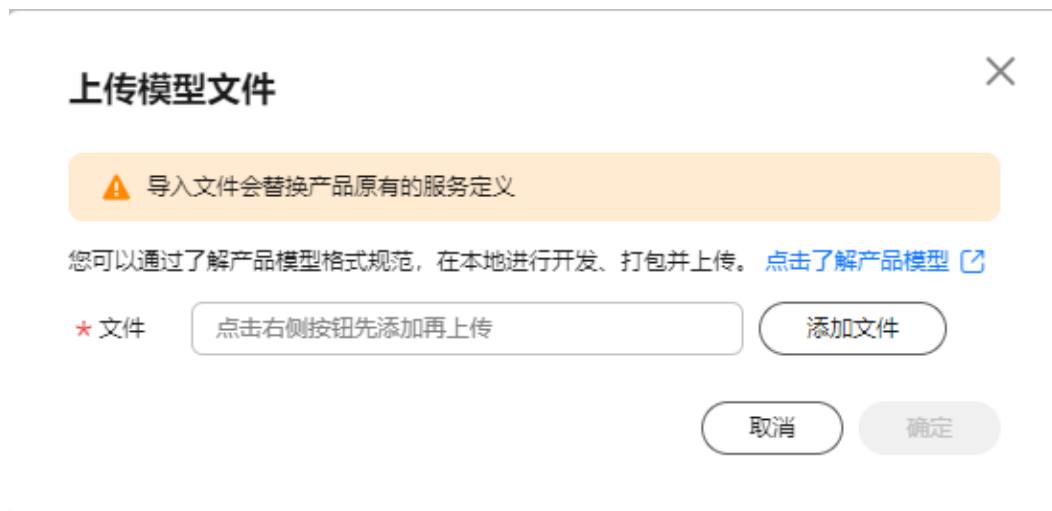 上传模型文件
导入文件会替换产品原有的服务定义
您可以通过了解产品模型格式规范，在本地进行开发、打包并上传。 点击了解产品模型
* 文件 点击右侧按钮先添加再上传 添加文件
取消 确定